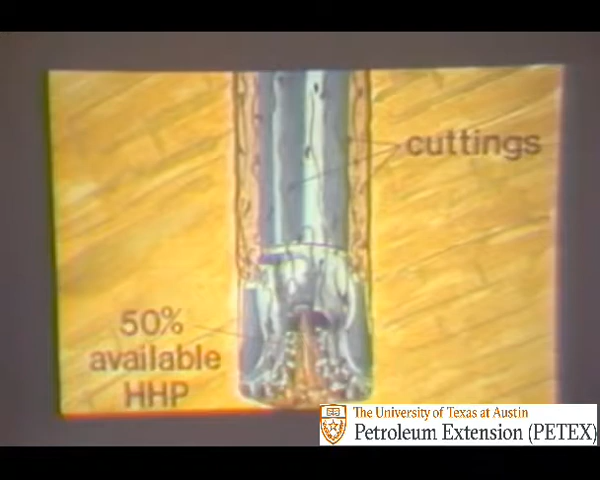 cuttings
50%
available
HHP
The University of Texas at Austin
Petroleum Extension (PETEX)